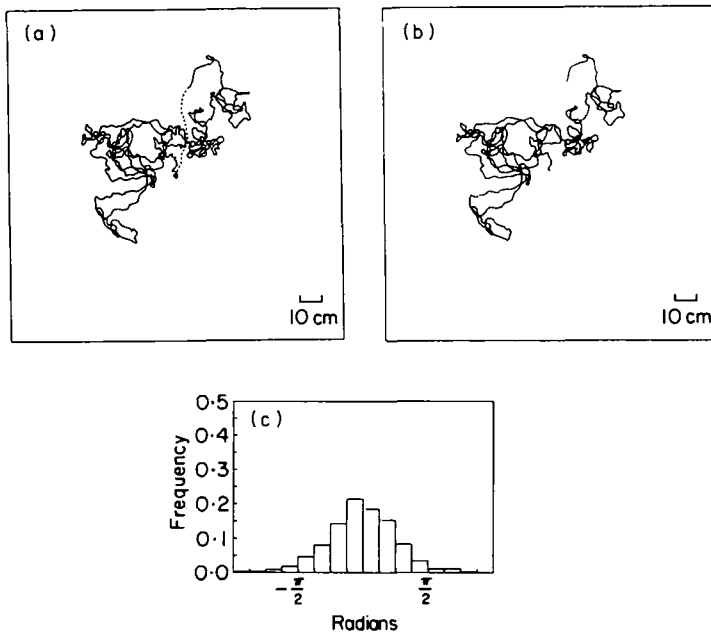 (a)
10 cm
(b)
10 cm
(c)
Frequency
0·5
0·4
0·3
0·2
0·1
0·0
-π/2
π/2
Radians